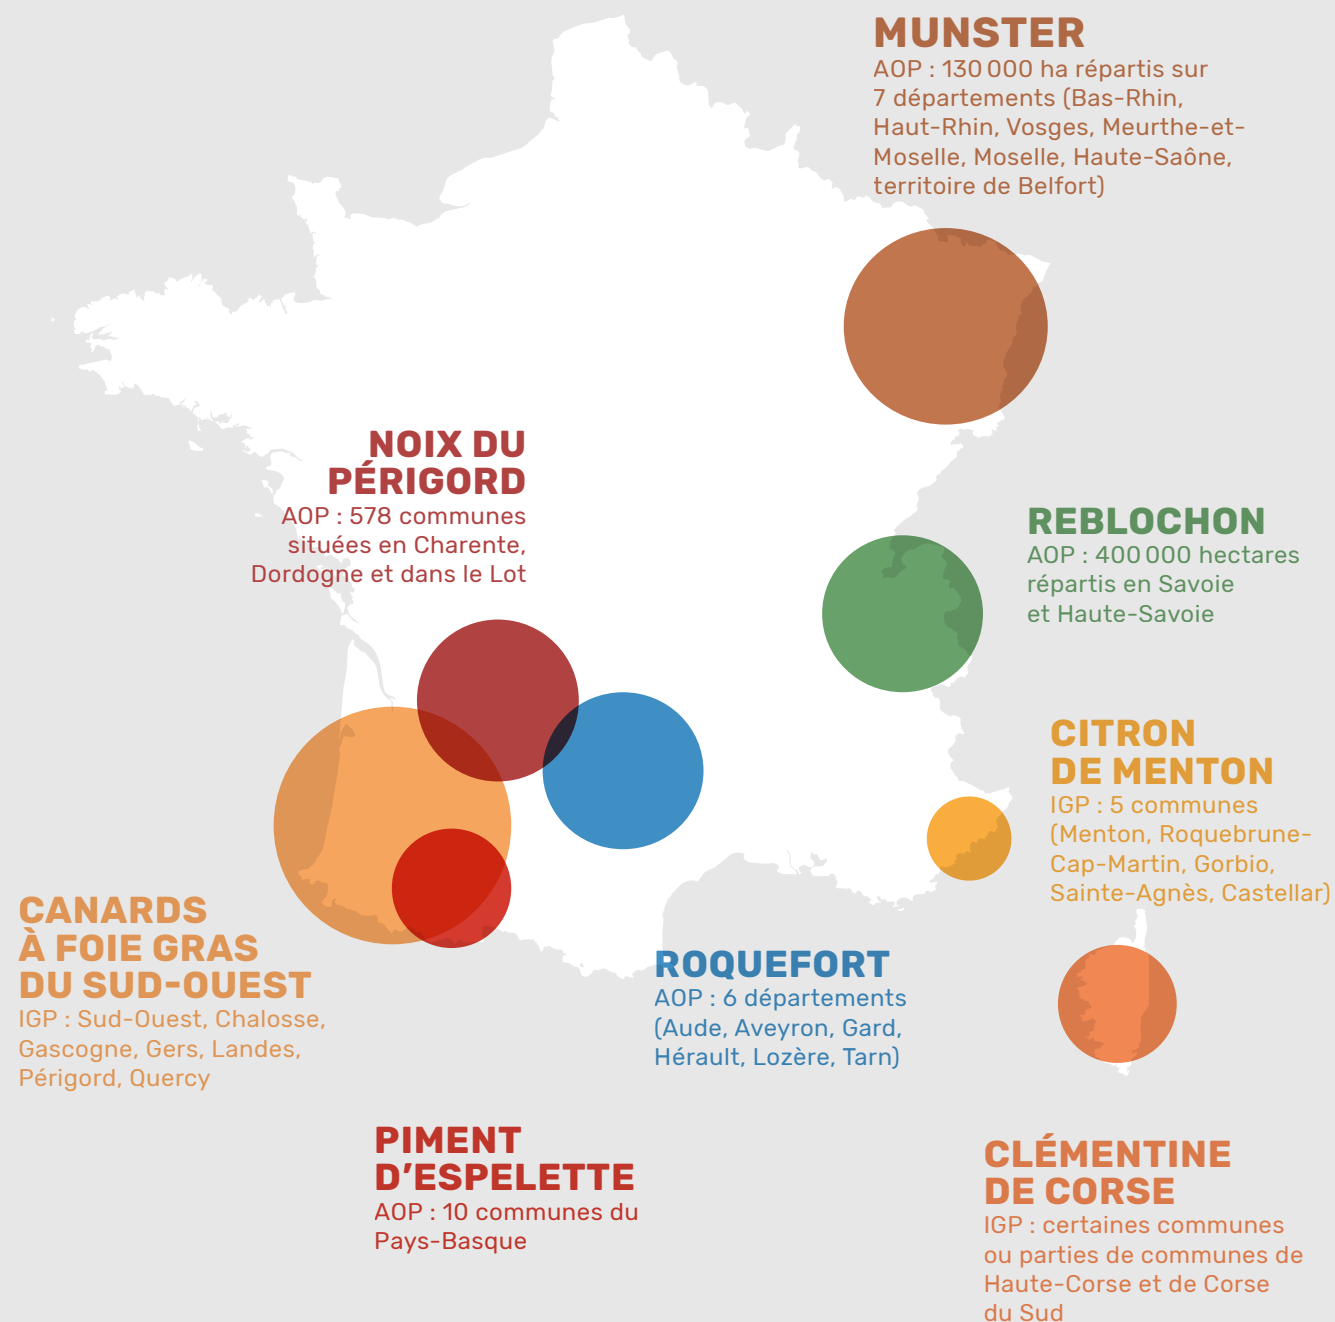 MUNSTER
AOP : 130 000 ha répartis sur
7 départements (Bas-Rhin,
Haut-Rhin, Vosges, Meurthe-et-
Moselle, Moselle, Haute-Saône,
territoire de Belfort)
NOIX DU
PÉRIGORD
AOP : 578 communes
situées en Charente,
Dordogne et dans le Lot
REBLOCHON
AOP : 400 000 hectares
répartis en Savoie
et Haute-Savoie
CITRON
DE MENTON
IGP : 5 communes
(Menton, Roquebrune-
Cap-Martin, Gorbio,
Sainte-Agnès, Castellar)
CANARDS
À FOIE GRAS
DU SUD-OUEST
IGP : Sud-Ouest, Chalosse,
Gascogne, Gers, Landes,
Périgord, Quercy
ROQUEFORT
AOP : 6 départements
(Aude, Aveyron, Gard,
Hérault, Lozère, Tarn)
PIMENT
D'ESPELETTE
AOP : 10 communes du
Pays-Basque
CLÉMENTINE
DE CORSE
IGP : certaines communes
ou parties de communes de
Haute-Corse et de Corse
du Sud